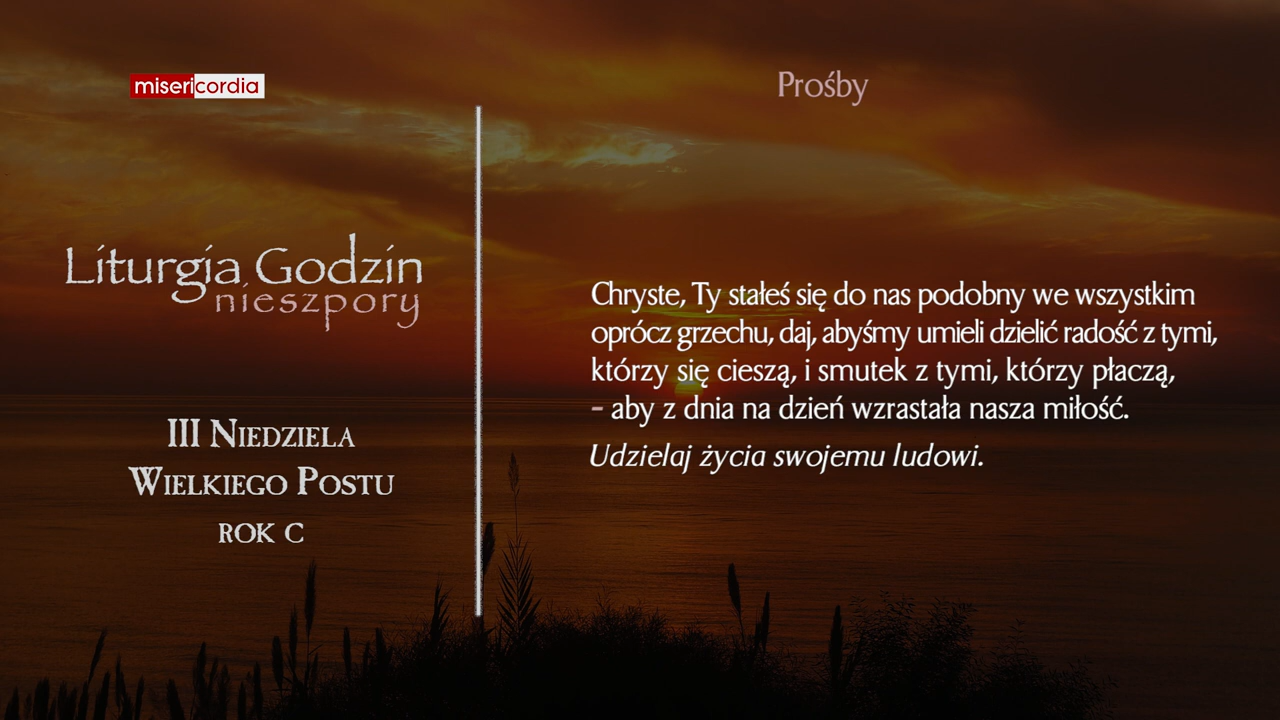 misericordia
Liturgia Godzin
nieszpory
III Niedziela
Wielkiego Postu
rok C
Prośby
Chryste, Ty stałeś się do nas podobny we wszystkim
oprócz grzechu, daj, abyśmy umieli dzielić radość z tymi,
którzy się cieszą, i smutek z tymi, którzy płaczą,
- aby z dnia na dzień wzrastała nasza miłość.
Udzielaj życia swojemu ludowi.